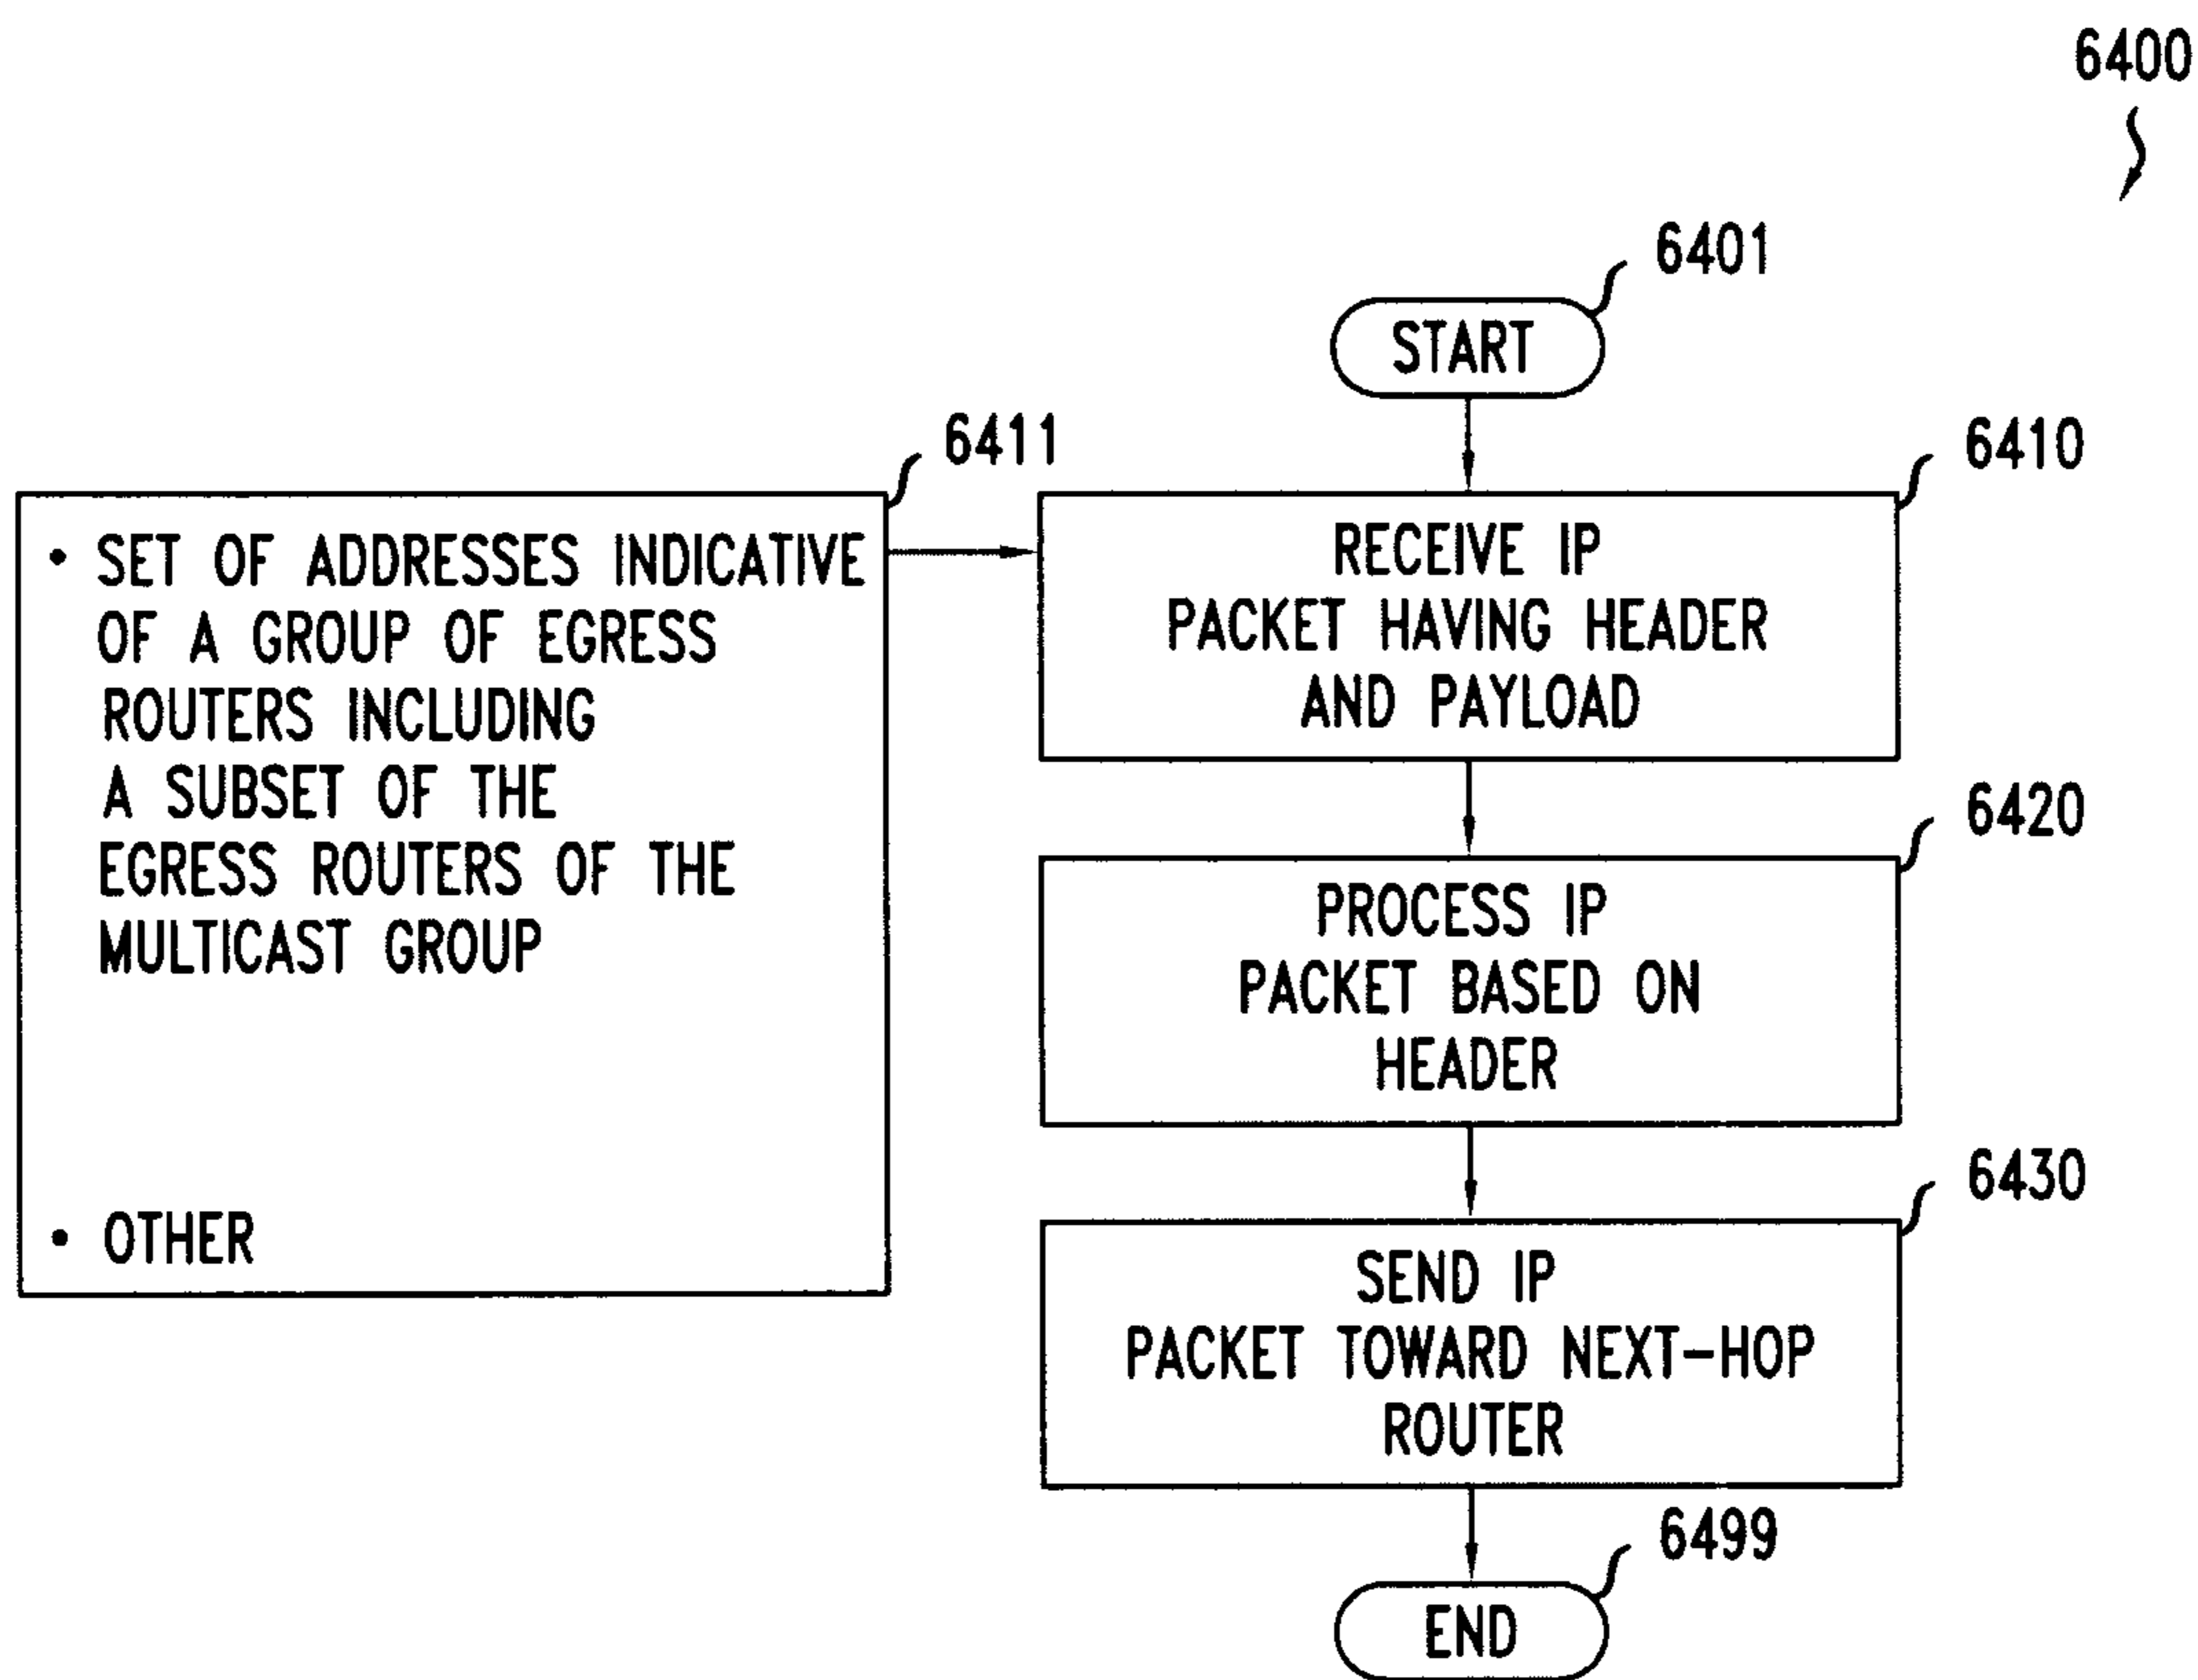 6400
6401
START
6411
6410
• SET OF ADDRESSES INDICATIVE
OF A GROUP OF EGRESS
ROUTERS INCLUDING
A SUBSET OF THE
EGRESS ROUTERS OF THE
MULTICAST GROUP
• OTHER
RECEIVE IP
PACKET HAVING HEADER
AND PAYLOAD
6420
PROCESS IP
PACKET BASED ON
HEADER
6430
SEND IP
PACKET TOWARD NEXT-HOP
ROUTER
6499
END